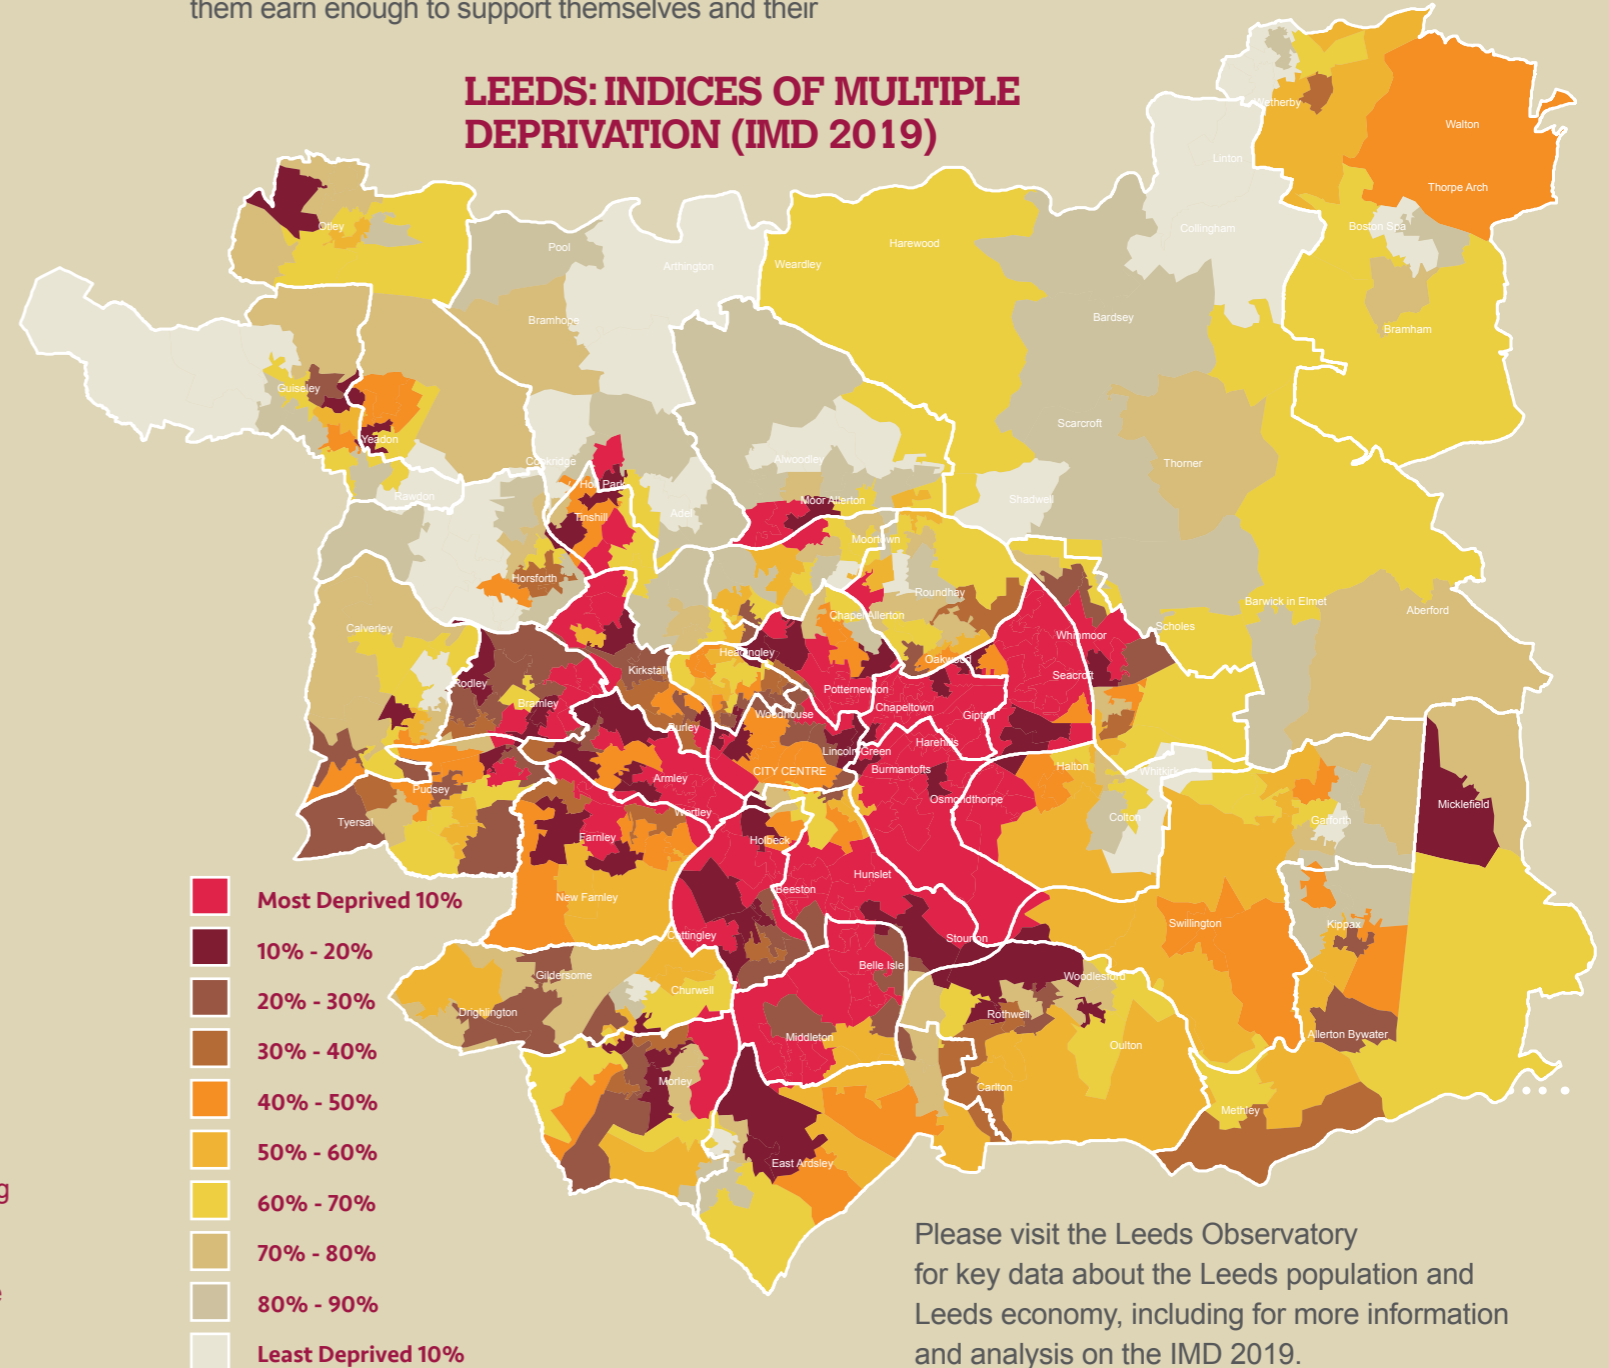 them earn enough to support themselves and their
LEEDS: INDICES OF MULTIPLE
DEPRIVATION (IMD 2019)
Wetherby
Walton
Linton
Thorpe Arch
Otley
Boston Spa
Collingham
Harewood
Pool
Weardley
Arthington
Bardsey
Bramhope
Bramham
Guiseley
Scarcroft
Yeadon
Cookridge
Alwoodley
Thorner
Holt Park
Rawdon
Shadwell
Moor Allerton
Adel
Tinshill
Moortown
Horsforth
Roundhay
Barwick in Elmet
Aberford
Chapel Allerton
Calverley
Scholes
Whinmoor
Headingley
Oakwood
Kirkstall
Seacroft
Rodley
Potternewton
Bramley
Chapeltown
Gipton
Woodhouse
Burley
Harehills
Lincoln Green
Halton
CITY CENTRE
Burmantofts
Whitkirk
Armley
Pudsey
Osmondthorpe
Micklefield
Wortley
Colton
Garforth
Tyersal
Farnley
Holbeck
Hunslet
Beeston
New Farnley
Most Deprived 10%
Swillington
Kippax
Cottingley
Stourton
10% - 20%
Belle Isle
Gildersome
Woodlesford
Churwell
20% - 30%
Drighlington
Rothwell
Middleton
Allerton Bywater
Oulton
30% - 40%
Morley
Carlton
40% - 50%
Methley
50% - 60%
East Ardsley
g
60% - 70%
70% - 80%
80% - 90%
Least Deprived 10%
Please visit the Leeds Observatory
for key data about the Leeds population and
Leeds economy, including for more information
and analysis on the IMD 2019.